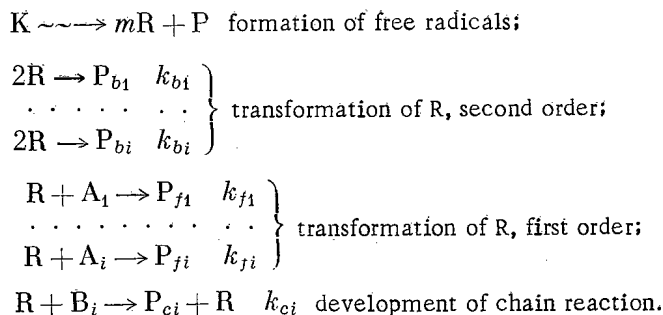 K ~~~→ mR + P formation of free radicals;
2R → P_{b1} k_{bi}
. . . . . . .
2R → P_{bi} k_{bi}
} transformation of R, second order;
R + A_1 → P_{f1} k_{f1}
. . . . . . . . . .
R + A_i → P_{fi} k_{fi}
} transformation of R, first order;
R + B_i → P_{ci} + R k_{ci} development of chain reaction.